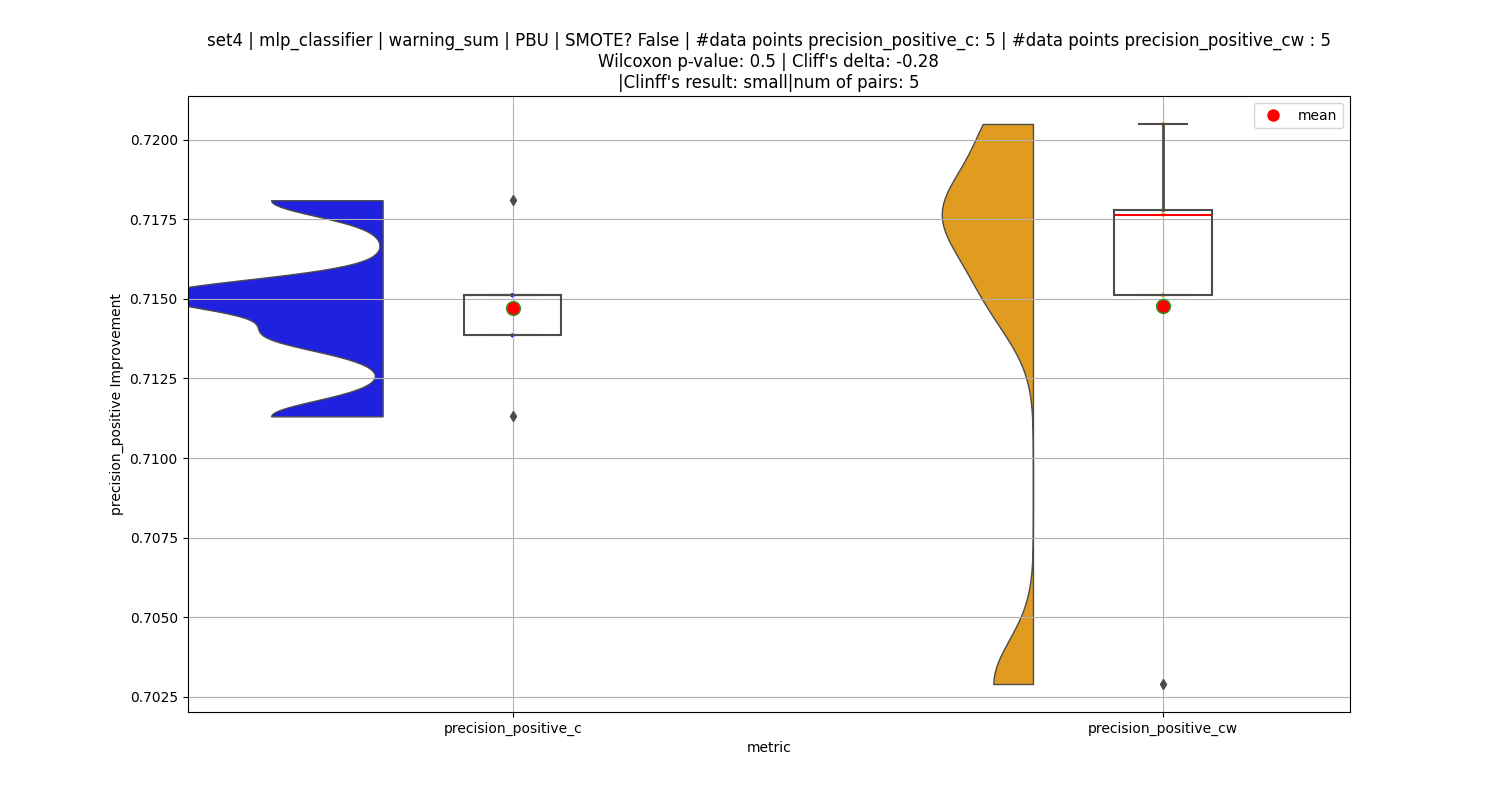 set4 | mlp_classifier | warning_sum | PBU | SMOTE? False | #data points precision_positive_c: 5 | #data points precision_positive_cw : 5
Wilcoxon p-value: 0.5 | Cliff's delta: -0.28
|Clinff's result: small|num of pairs: 5
mean
0.7200
0.7175
0.7150
0.7125
0.7100
0.7075
0.7050
0.7025
precision_positive Improvement
precision_positive_c
precision_positive_cw
metric